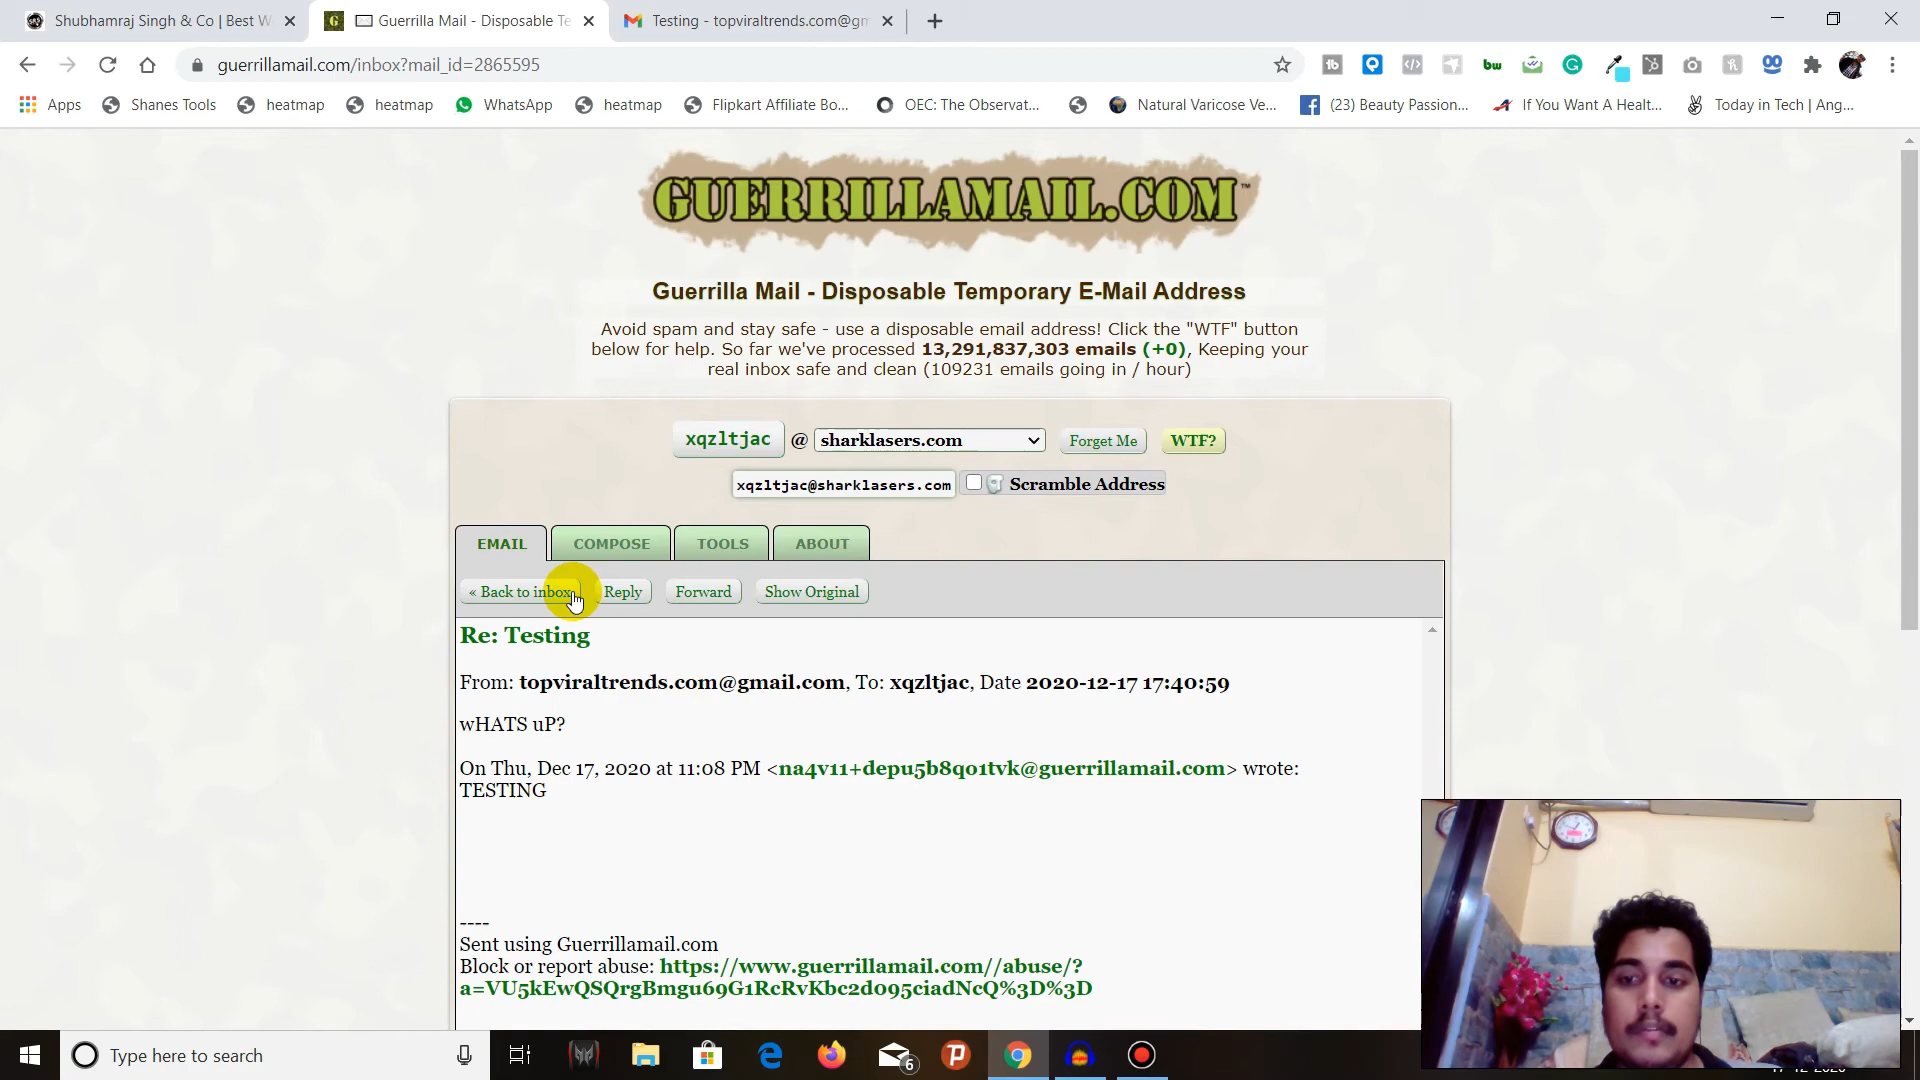 Shubhamraj Singh & Co | Best W
Guerrilla Mail - Disposable Te
Testing - topviraltrends.com@gm
guerrillamail.com/inbox?mail_id=2865595
Apps
Shanes Tools
heatmap
heatmap
WhatsApp
heatmap
Flipkart Affiliate Bo...
OEC: The Observat...
Natural Varicose Ve...
(23) Beauty Passion...
If You Want A Healt...
Today in Tech | Ang...
GUERRILLAMAIL.COM™
Guerrilla Mail - Disposable Temporary E-Mail Address
Avoid spam and stay safe - use a disposable email address! Click the "WTF" button
below for help. So far we've processed 13,291,837,303 emails (+0), Keeping your
real inbox safe and clean (109231 emails going in / hour)
xqzltjac @ sharklasers.com Forget Me WTF?
xqzltjac@sharklasers.com Scramble Address
EMAIL COMPOSE TOOLS ABOUT
« Back to inbox Reply Forward Show Original
Re: Testing
From: topviraltrends.com@gmail.com, To: xqzltjac, Date 2020-12-17 17:40:59
wHATS uP?
On Thu, Dec 17, 2020 at 11:08 PM <na4v11+depu5b8qo1tvk@guerrillamail.com> wrote:
TESTING
----
Sent using Guerrillamail.com
Block or report abuse: https://www.guerrillamail.com//abuse/?
a=VU5kEwQSQrgBmgu69G1RcRvKbc2d095ciadNcQ%3D%3D
Type here to search
6